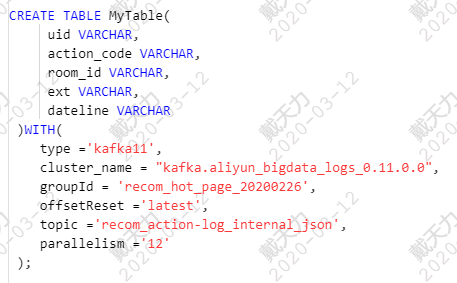 CREATE TABLE MyTable(
uid VARCHAR,
action_code VARCHAR,
room_id VARCHAR,
ext VARCHAR,
dateline VARCHAR
)WITH(
type ='kafka11',
cluster_name = "kafka.aliyun_bigdata_logs_0.11.0.0",
groupId = 'recom_hot_page_20200226',
offsetReset ='latest',
topic ='recom_action-log_internal_json',
parallelism ='12'
);
戴天力
2020-03-12